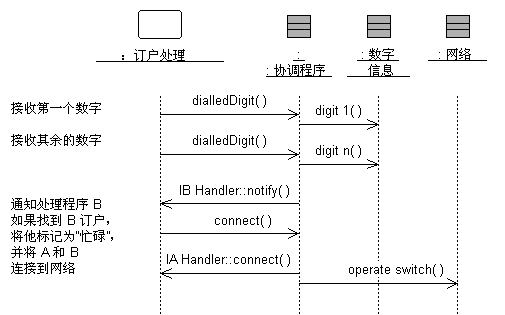 : 订户处理
:
: 协调程序
: 数字
信息
: 网络
接收第一个数字
dialledDigit( )
digit 1( )
接收其余的数字
dialledDigit( )
digit n( )
IB Handler::notify( )
通知处理程序 B
如果找到 B 订户,
将他标记为"忙碌",
并将 A 和 B
连接到网络
connect( )
IA Handler::connect( )
operate switch( )